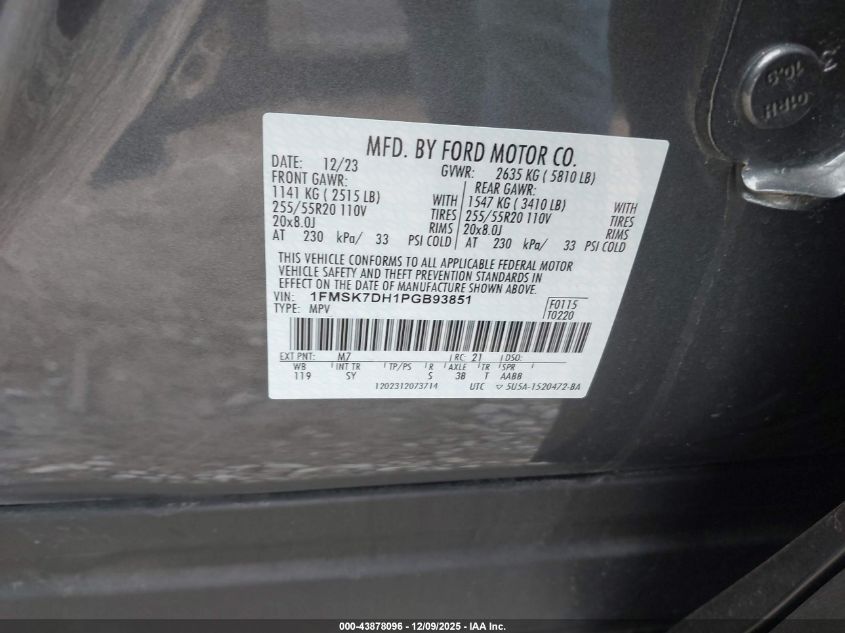 10.9
01RH
MFD. BY FORD MOTOR CO.
DATE: 12/23 GVWR: 2635 KG ( 5810 LB)
FRONT GAWR: REAR GAWR:
1141 KG ( 2515 LB) WITH 1547 KG ( 3410 LB) WITH
255/55R20 110V TIRES 255/55R20 110V TIRES
20x8.0J RIMS 20x8.0J RIMS
AT 230 kPa/ 33 PSI COLD AT 230 kPa/ 33 PSI COLD
THIS VEHICLE CONFORMS TO ALL APPLICABLE FEDERAL MOTOR
VEHICLE SAFETY AND THEFT PREVENTION STANDARDS IN
EFFECT ON THE DATE OF MANUFACTURE SHOWN ABOVE.
VIN: 1FMSK7DH1PGB93851 F0115
TYPE: MPV T0220
EXT PNT: M7 RC: 21 DSO:
WB INT TR TP/PS R AXLE TR SPR
119 SY S 38 T AABB
1202312073714 UTC ▽ 5U5A-1520472-BA
000-43878096 - 12/09/2025 - IAA Inc.